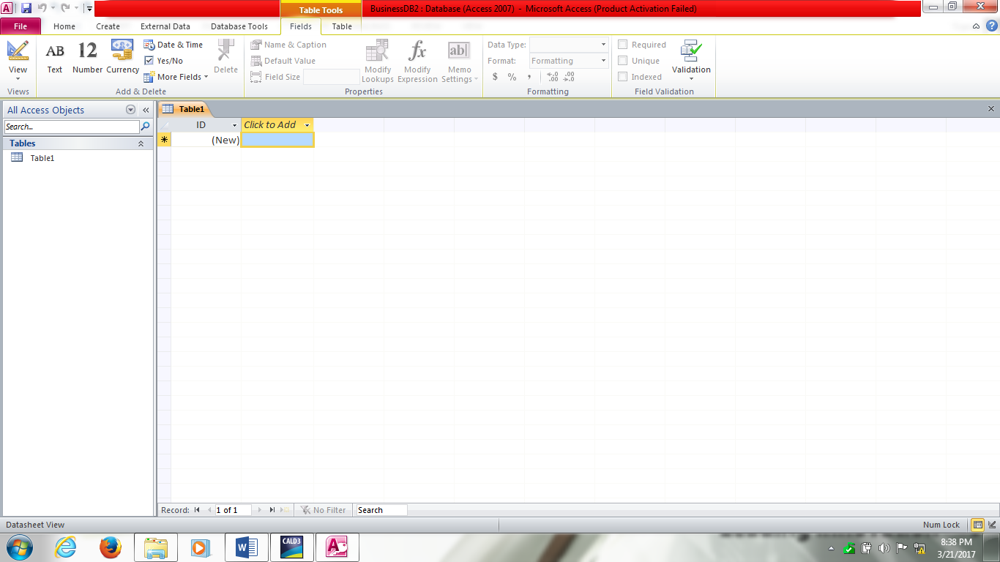 Table Tools
BusinessDB2 : Database (Access 2007) - Microsoft Access (Product Activation Failed)
File Home Create External Data Database Tools Fields Table
View
Views
AB Text
12 Number
Currency
Date & Time
Yes/No
More Fields
Delete
Add & Delete
Name & Caption
Default Value
Field Size
Modify Lookups
fx Modify Expression
ab Memo Settings
Properties
Data Type:
Format: Formatting
$ % , .00 .00
Formatting
Required
Unique
Indexed
Validation
Field Validation
All Access Objects
Search...
Tables
Table1
Table1
ID Click to Add
(New)
Record: 1 of 1 No Filter Search
Datasheet View Num Lock
CALD3
8:38 PM
3/21/2017